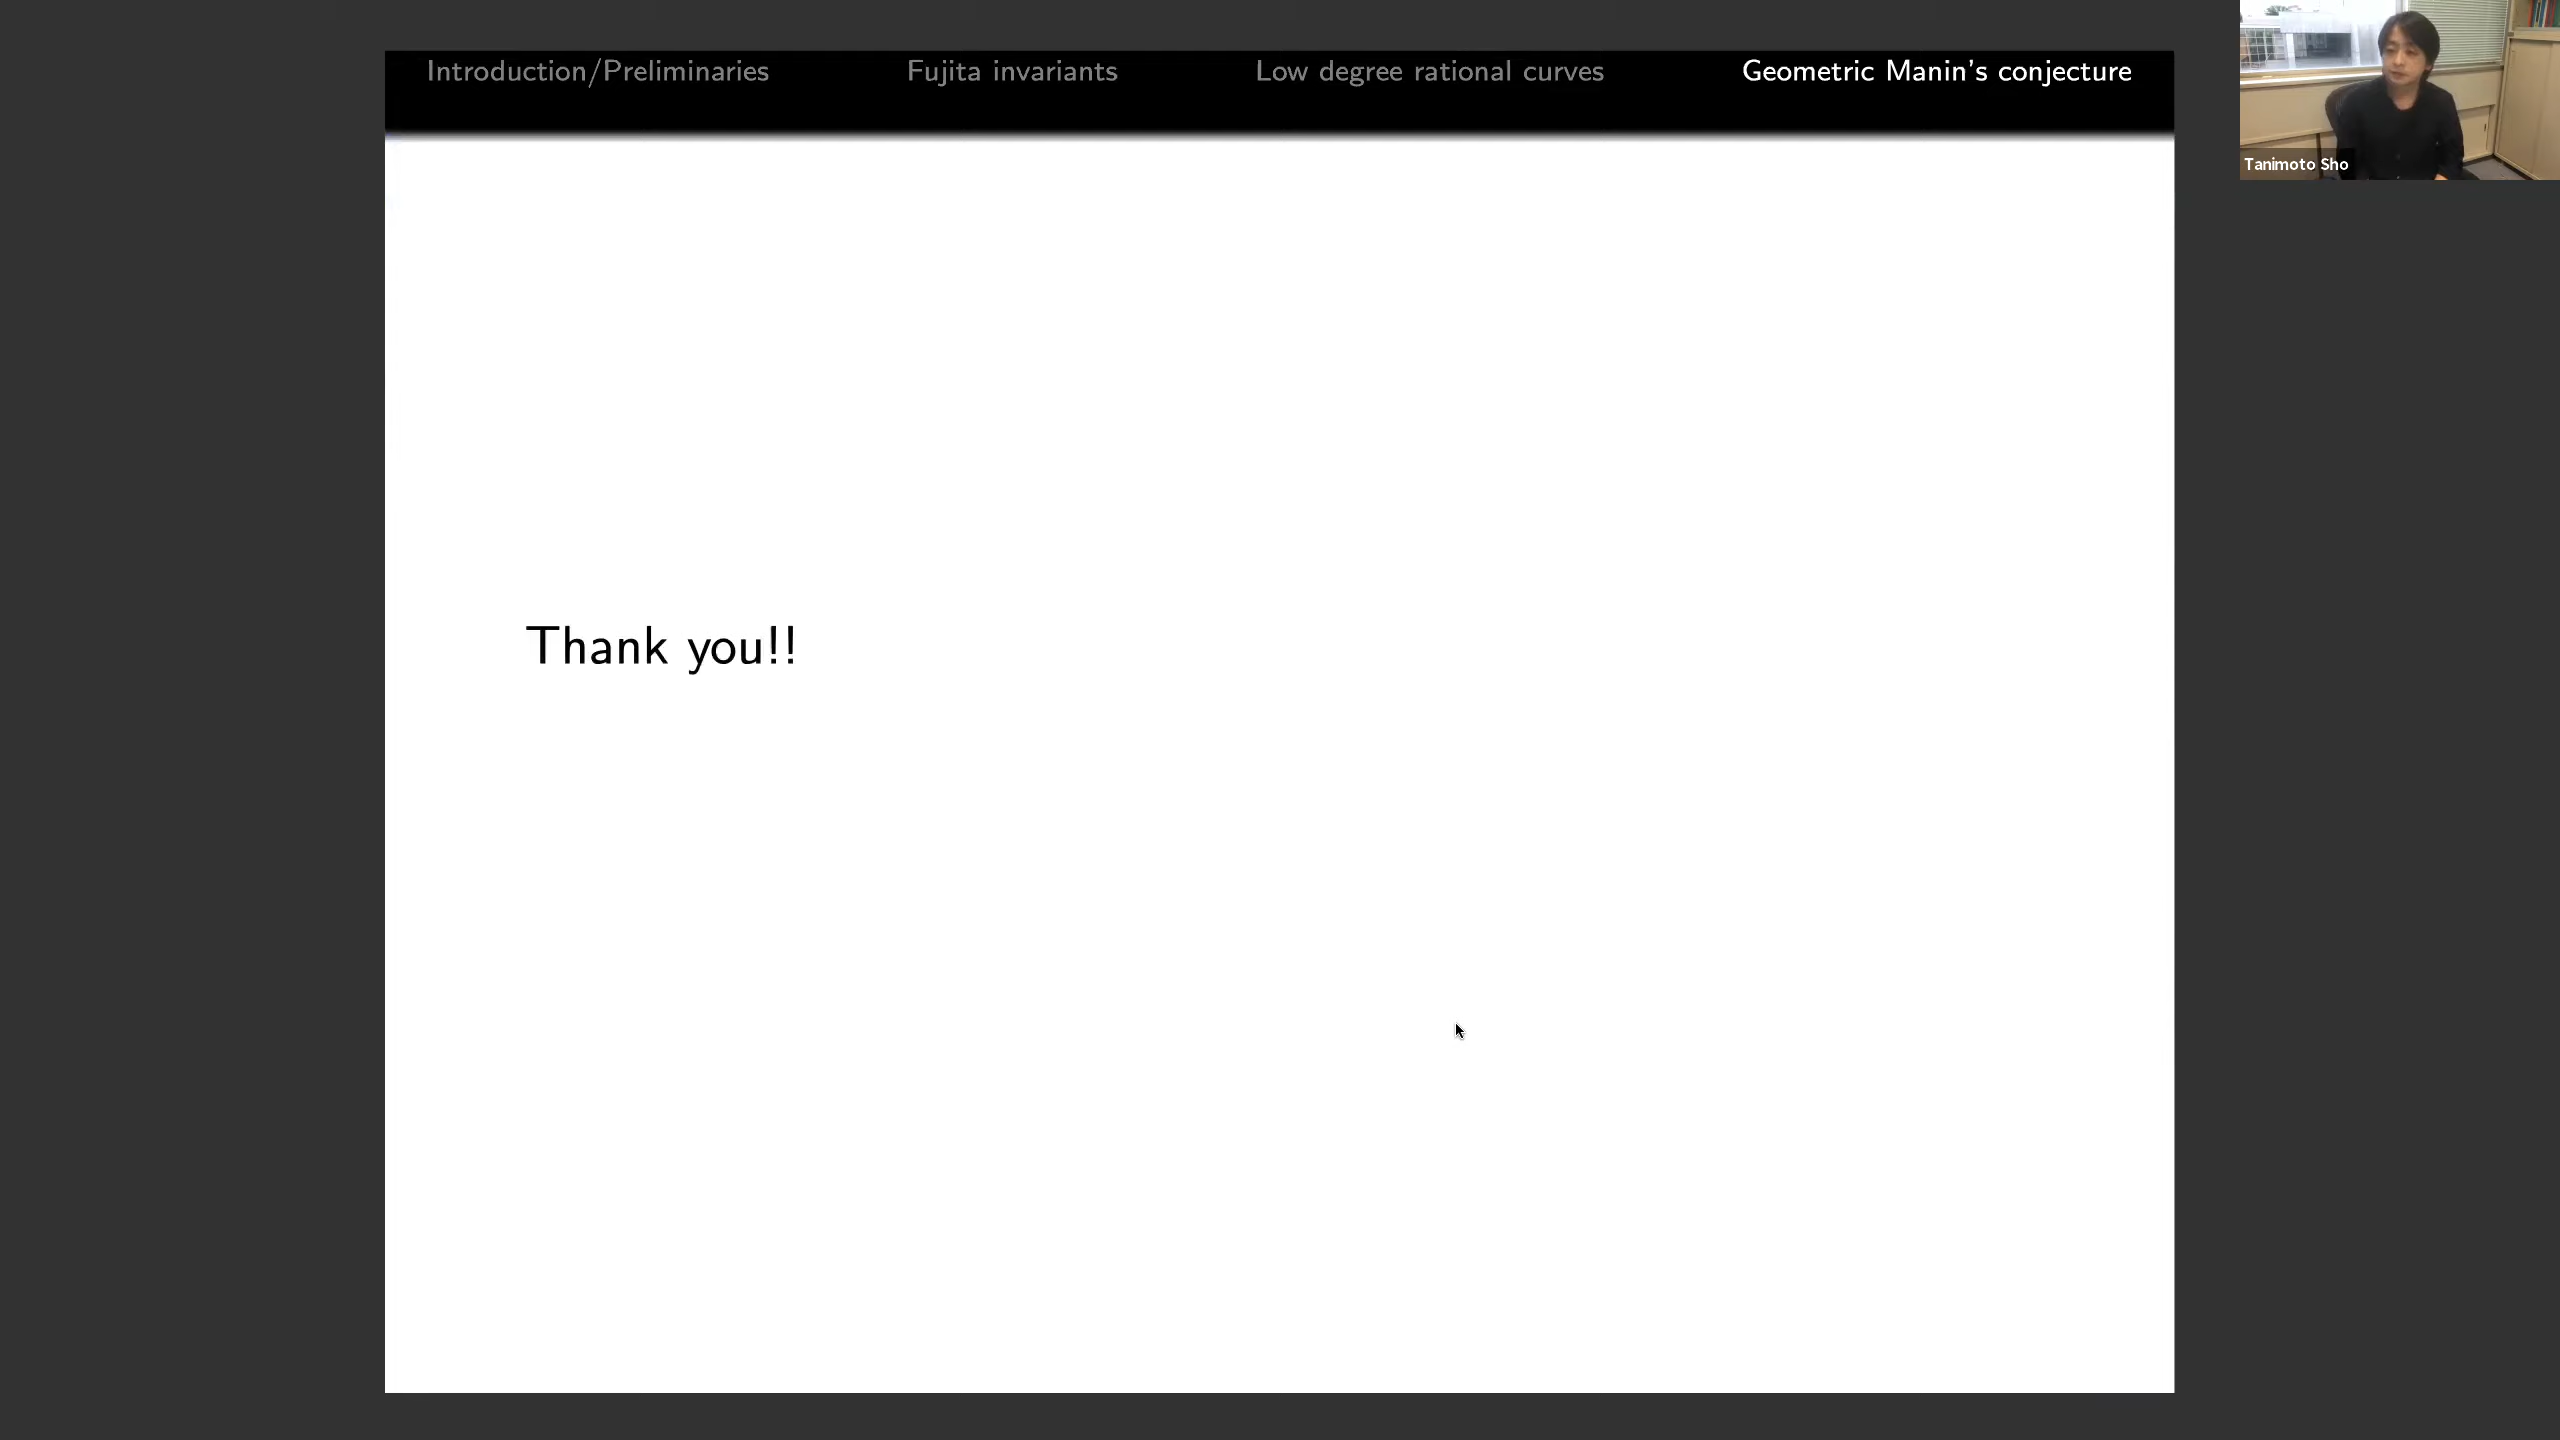 Introduction/Preliminaries Fujita invariants Low degree rational curves Geometric Manin's conjecture
Tanimoto Sho
Thank you!!